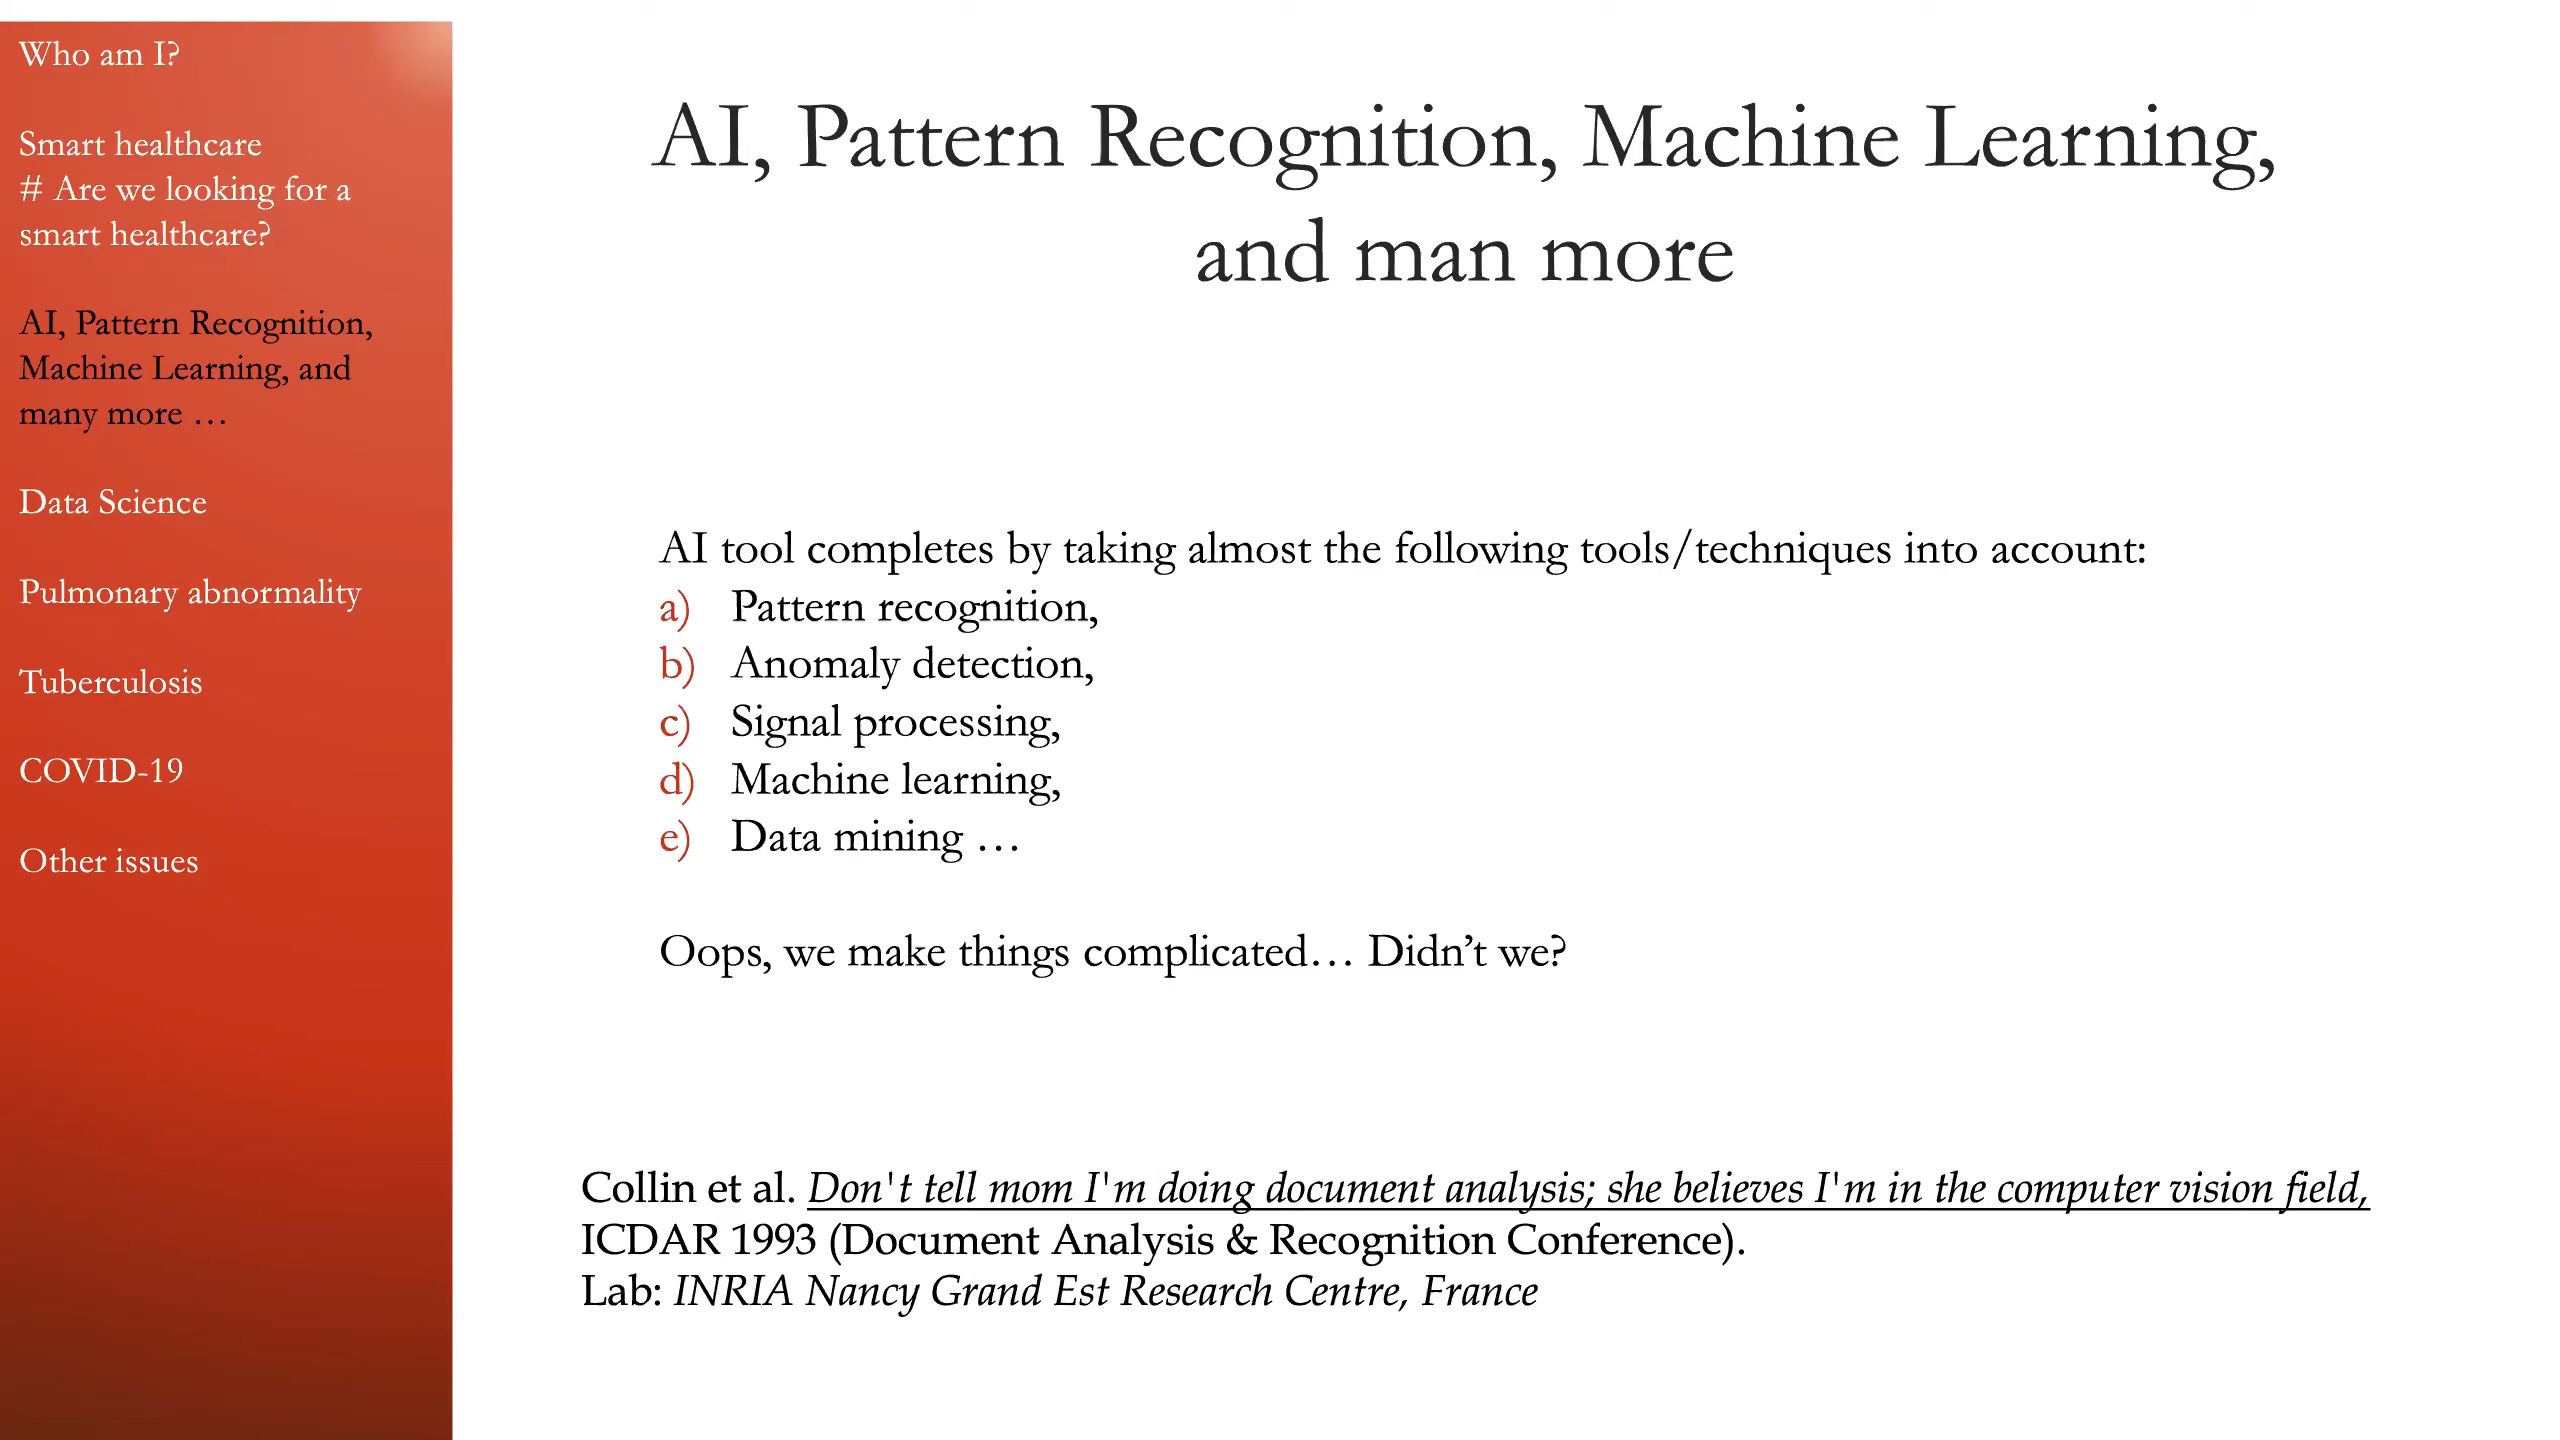 Who am I?
Smart healthcare
# Are we looking for a
smart healthcare?
AI, Pattern Recognition,
Machine Learning, and
many more …
Data Science
Pulmonary abnormality
Tuberculosis
COVID-19
Other issues
AI, Pattern Recognition, Machine Learning,
and man more
AI tool completes by taking almost the following tools/techniques into account:
a) Pattern recognition,
b) Anomaly detection,
c) Signal processing,
d) Machine learning,
e) Data mining …
Oops, we make things complicated… Didn’t we?
Collin et al. Don't tell mom I'm doing document analysis; she believes I'm in the computer vision field,
ICDAR 1993 (Document Analysis & Recognition Conference).
Lab: INRIA Nancy Grand Est Research Centre, France